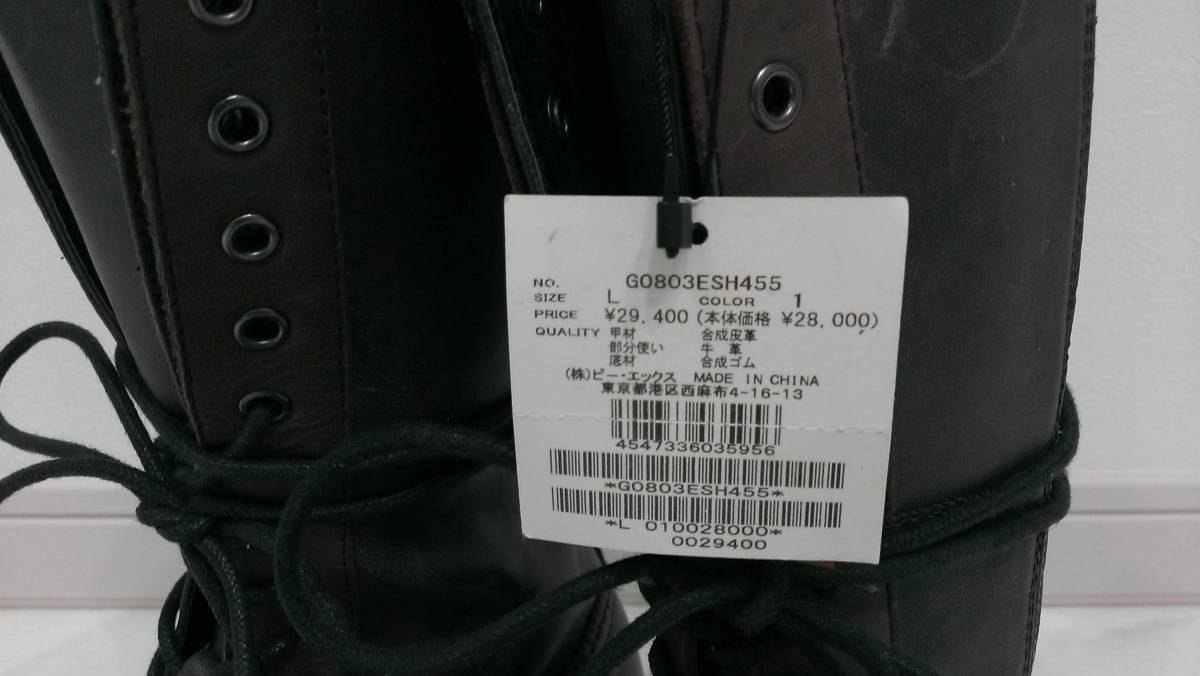 NO. G0803ESH455
SIZE L COLOR 1
PRICE ¥29,400 (本体価格 ¥28,000)
QUALITY 甲材 合成皮革
部分使い 牛 革
底材 合成ゴム
(株)ビー・エックス MADE IN CHINA
東京都港区西麻布4-16-13
4547336035956
*G0803ESH455*
*L 010028000*
0029400